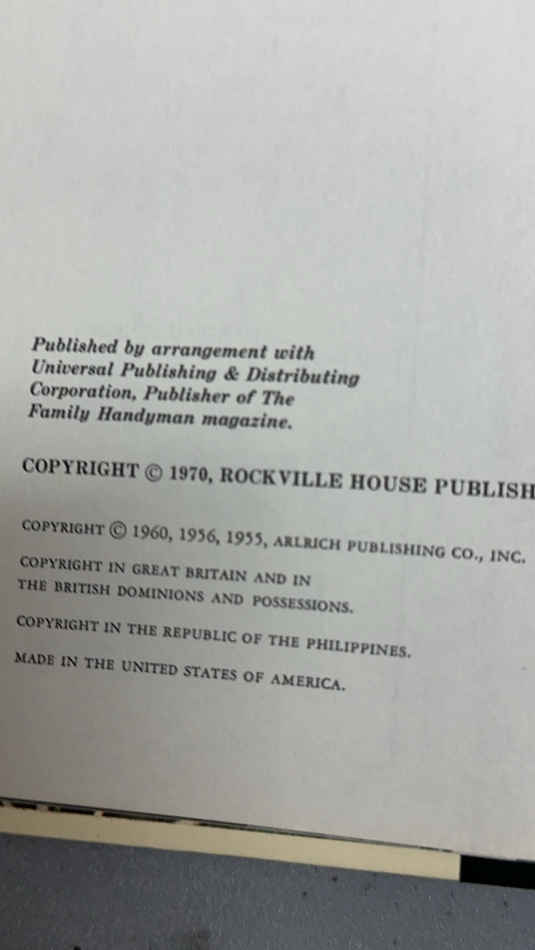 Published by arrangement with
Universal Publishing & Distributing
Corporation, Publisher of The
Family Handyman magazine.
COPYRIGHT © 1970, ROCKVILLE HOUSE PUBLISH
COPYRIGHT © 1960, 1956, 1955, ARLRICH PUBLISHING CO., INC.
COPYRIGHT IN GREAT BRITAIN AND IN
THE BRITISH DOMINIONS AND POSSESSIONS.
COPYRIGHT IN THE REPUBLIC OF THE PHILIPPINES.
MADE IN THE UNITED STATES OF AMERICA.